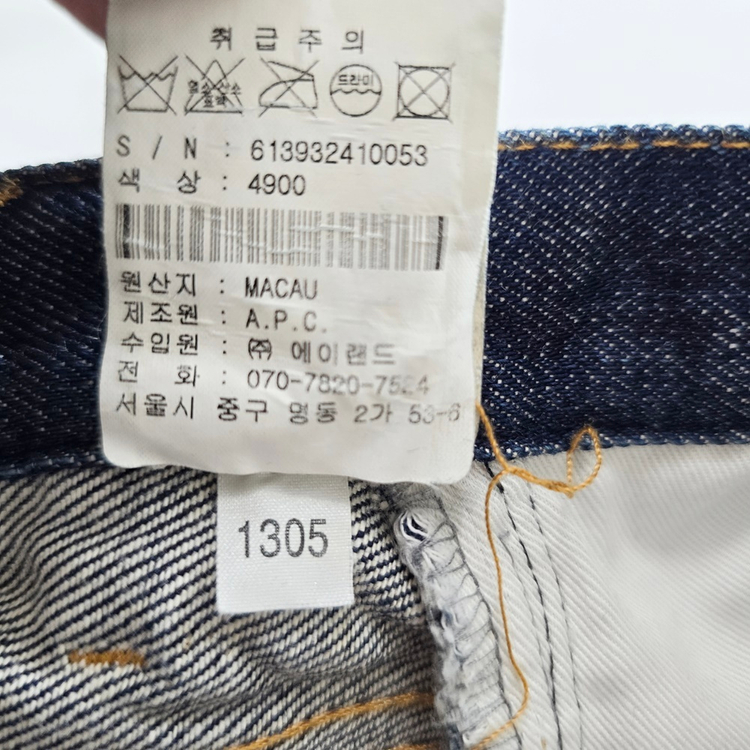 취급주의
드라이
S / N : 613932410053
색 상 : 4900
원산지 : MACAU
제조원 : A.P.C.
수입원 : ㈜ 에이랜드
전 화 : 070-7820-7524
서울시 중구 명동 2가 53-6
1305